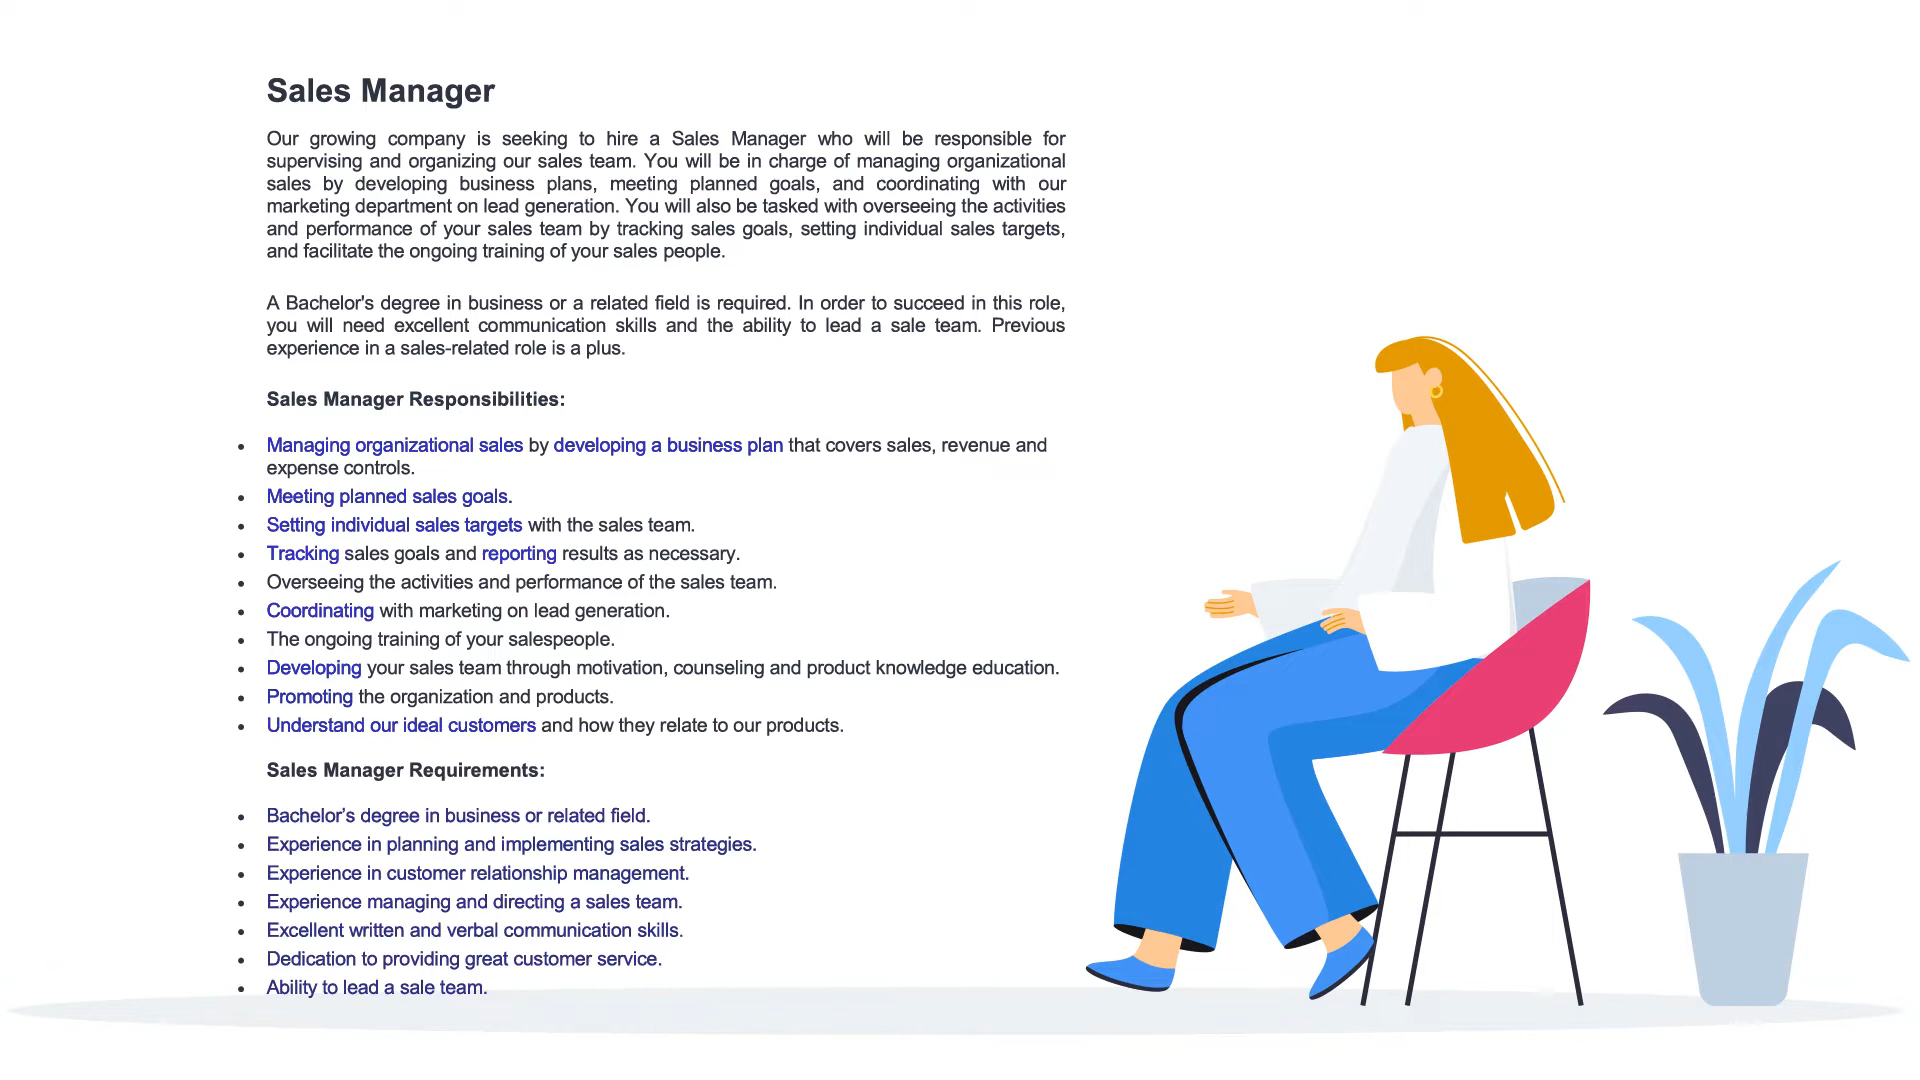 Sales Manager
Our growing company is seeking to hire a Sales Manager who will be responsible for
supervising and organizing our sales team. You will be in charge of managing organizational
sales by developing business plans, meeting planned goals, and coordinating with our
marketing department on lead generation. You will also be tasked with overseeing the activities
and performance of your sales team by tracking sales goals, setting individual sales targets,
and facilitate the ongoing training of your sales people.
A Bachelor's degree in business or a related field is required. In order to succeed in this role,
you will need excellent communication skills and the ability to lead a sale team. Previous
experience in a sales-related role is a plus.
Sales Manager Responsibilities:
• Managing organizational sales by developing a business plan that covers sales, revenue and
expense controls.
• Meeting planned sales goals.
• Setting individual sales targets with the sales team.
• Tracking sales goals and reporting results as necessary.
• Overseeing the activities and performance of the sales team.
• Coordinating with marketing on lead generation.
• The ongoing training of your salespeople.
• Developing your sales team through motivation, counseling and product knowledge education.
• Promoting the organization and products.
• Understand our ideal customers and how they relate to our products.
Sales Manager Requirements:
• Bachelor’s degree in business or related field.
• Experience in planning and implementing sales strategies.
• Experience in customer relationship management.
• Experience managing and directing a sales team.
• Excellent written and verbal communication skills.
• Dedication to providing great customer service.
• Ability to lead a sale team.